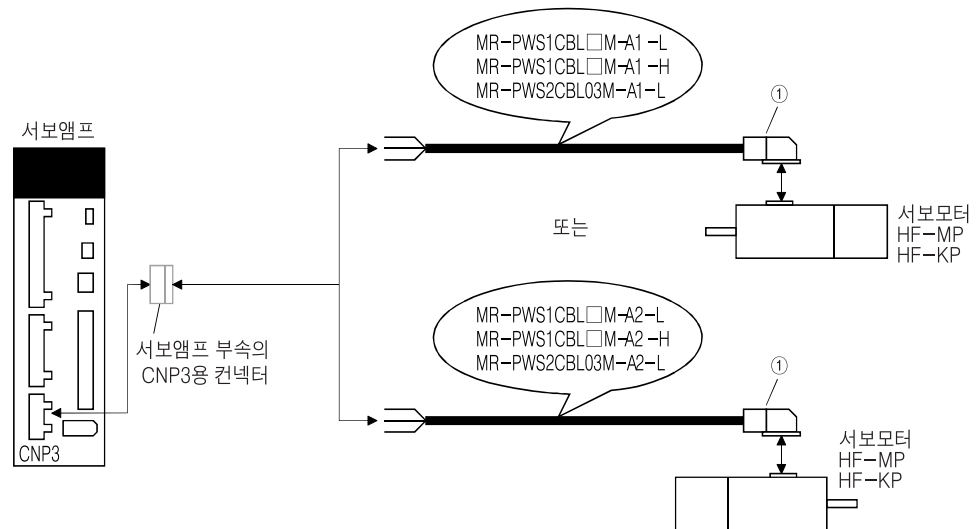 MR-PWS1CBL□M-A1-L
MR-PWS1CBL□M-A1-H
MR-PWS2CBL03M-A1-L
①
서보앰프
또는
서보모터
HF-MP
HF-KP
서보앰프 부속의
CNP3용 컨넥터
MR-PWS1CBL□M-A2-L
MR-PWS1CBL□M-A2-H
MR-PWS2CBL03M-A2-L
①
CNP3
서보모터
HF-MP
HF-KP